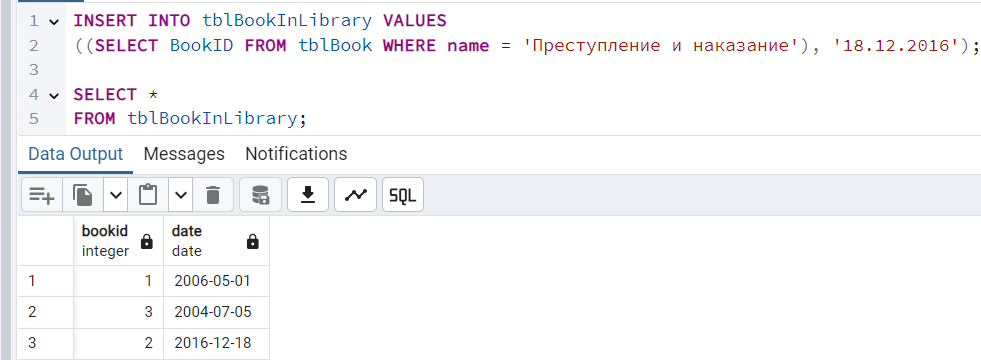 1 INSERT INTO tblBookInLibrary VALUES
2 ((SELECT BookID FROM tblBook WHERE name = 'Преступление и наказание'), '18.12.2016');
3
4 SELECT *
5 FROM tblBookInLibrary;
Data Output Messages Notifications
SQL
bookid date
integer date
1 1 2006-05-01
2 3 2004-07-05
3 2 2016-12-18